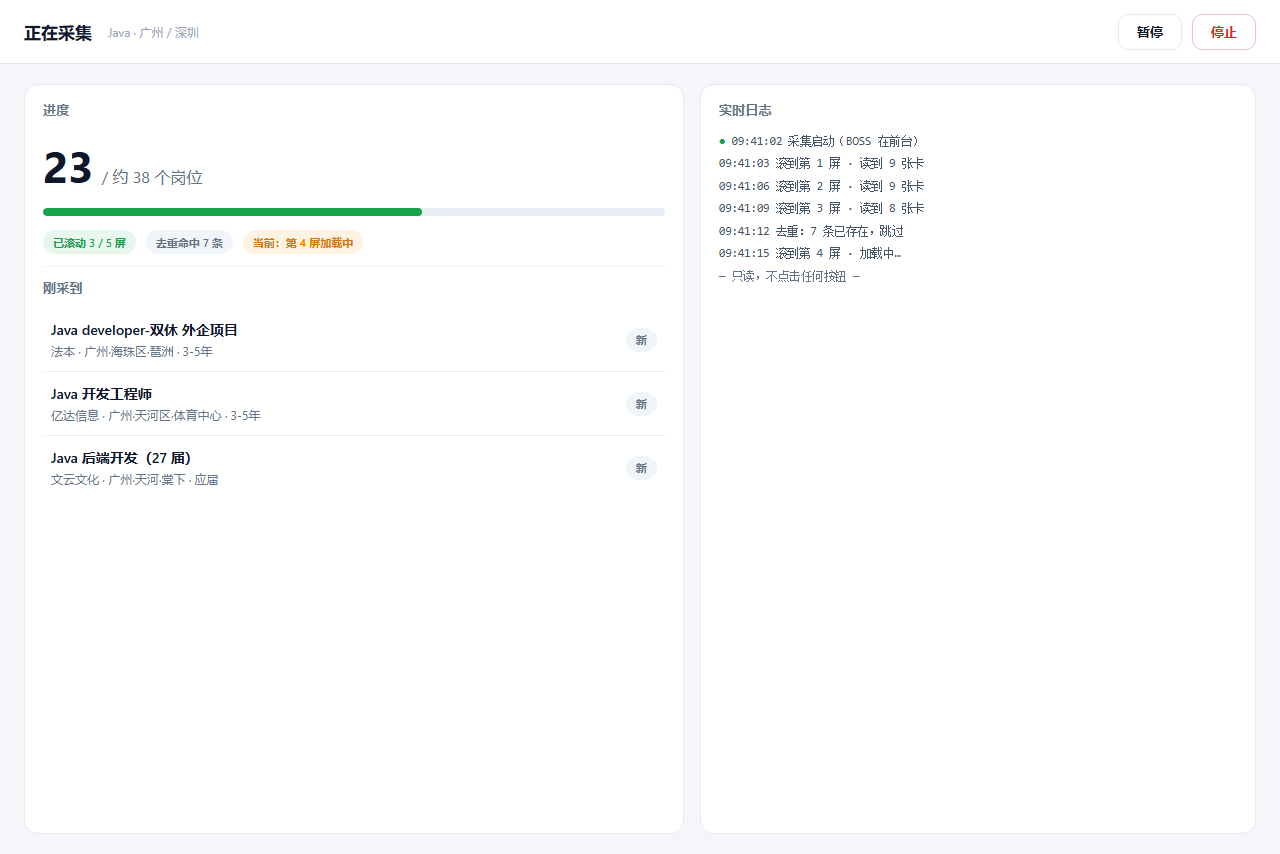 正在采集 Java · 广州 / 深圳
暂停
停止
进度
23 / 约 38 个岗位
已滚动 3 / 5 屏
去重命中 7 条
当前：第 4 屏加载中
刚采到
Java developer-双休 外企项目
法本 · 广州·海珠区·琶洲 · 3-5年
新
Java 开发工程师
亿达信息 · 广州·天河区·体育中心 · 3-5年
新
Java 后端开发（27 届）
文云文化 · 广州·天河·棠下 · 应届
新
实时日志
● 09:41:02 采集启动（BOSS 在前台）
09:41:03 滚到第 1 屏 · 读到 9 张卡
09:41:06 滚到第 2 屏 · 读到 9 张卡
09:41:09 滚到第 3 屏 · 读到 8 张卡
09:41:12 去重：7 条已存在，跳过
09:41:15 滚到第 4 屏 · 加载中…
— 只读，不点击任何按钮 —